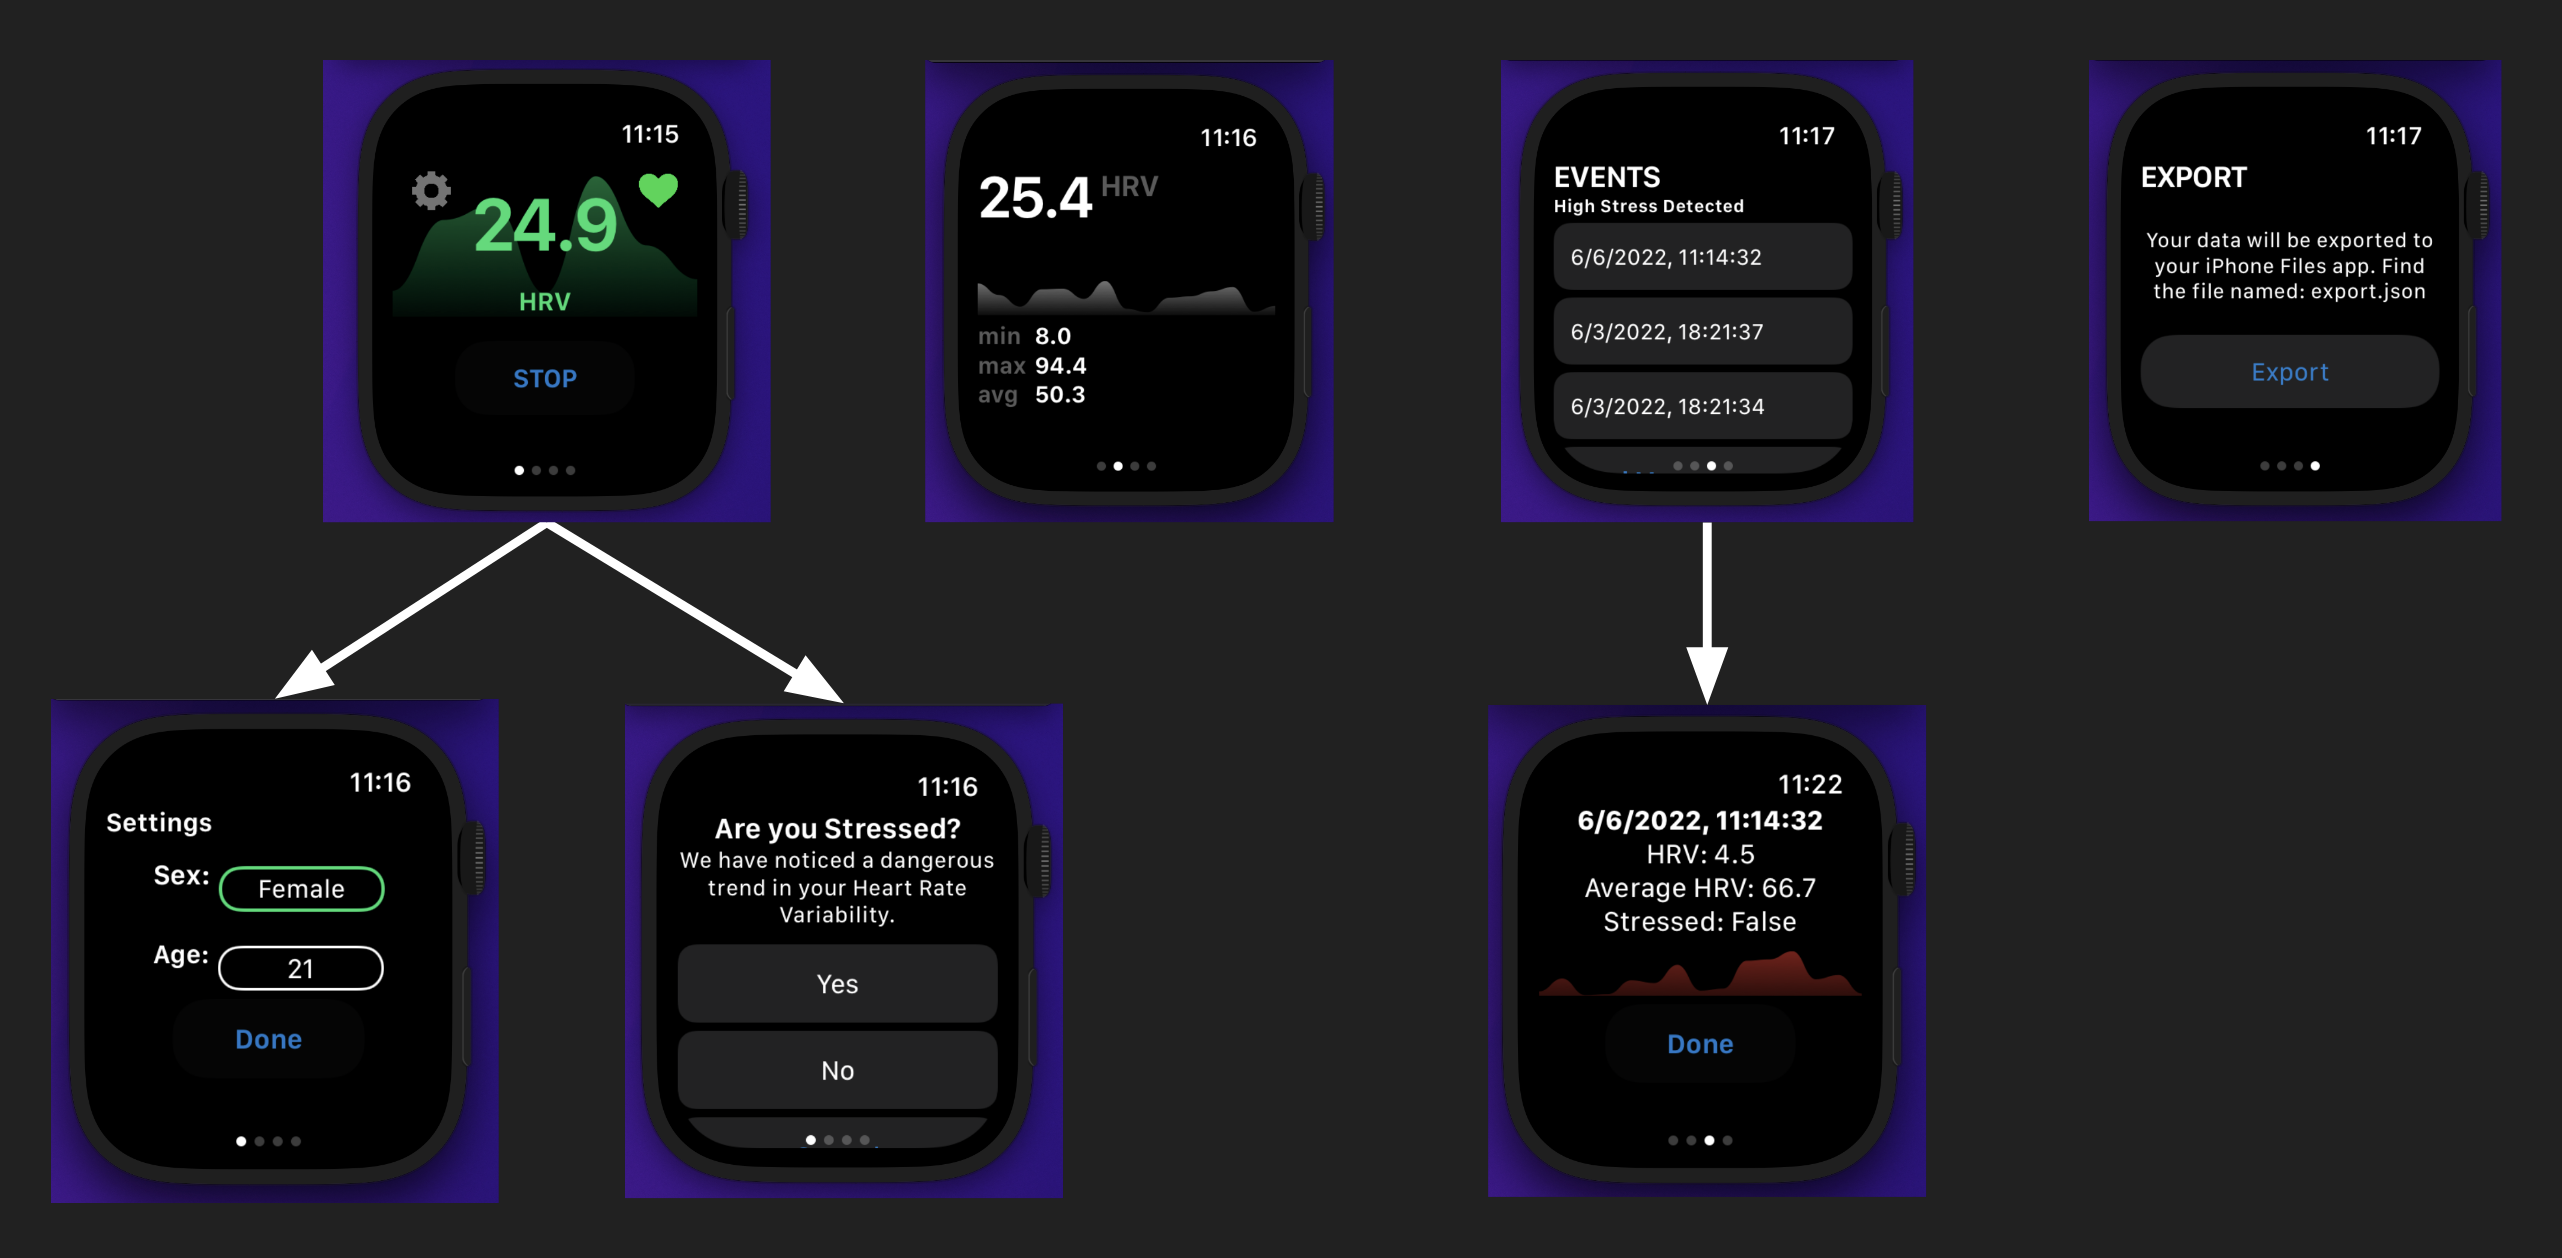 11:15
24.9
HRV
STOP
11:16
25.4 HRV
min 8.0
max 94.4
avg 50.3
11:17
EVENTS
High Stress Detected
6/6/2022, 11:14:32
6/3/2022, 18:21:37
6/3/2022, 18:21:34
11:17
EXPORT
Your data will be exported to
your iPhone Files app. Find
the file named: export.json
Export
11:16
Settings
Sex: Female
Age: 21
Done
11:16
Are you Stressed?
We have noticed a dangerous
trend in your Heart Rate
Variability.
Yes
No
11:22
6/6/2022, 11:14:32
HRV: 4.5
Average HRV: 66.7
Stressed: False
Done